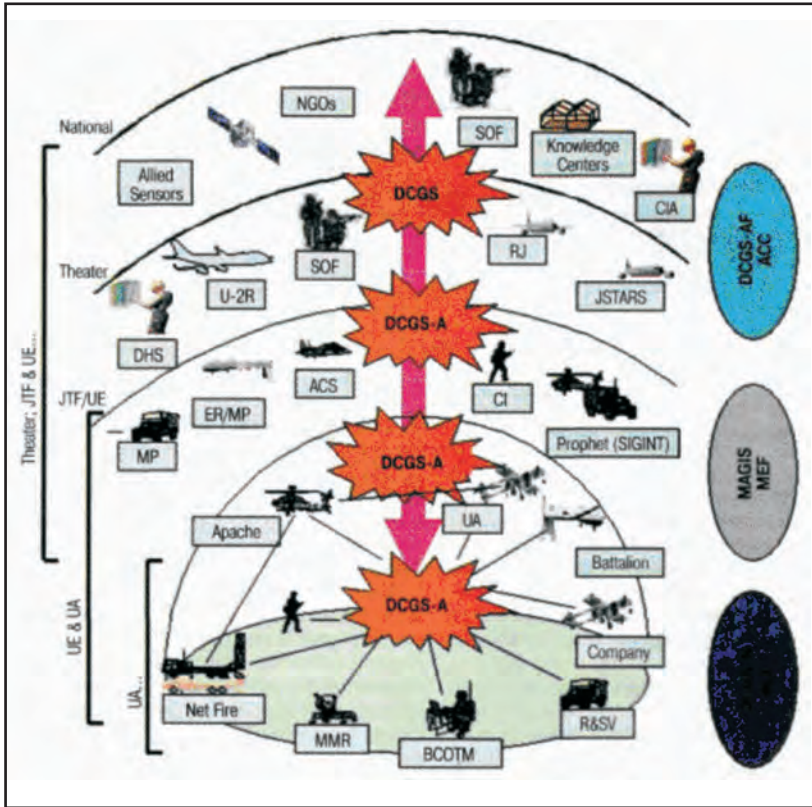 National
NGOs
SOF
Knowledge
Centers
CIA
Allied
Sensors
DCGS
Theater
U-2R
SOF
RJ
JSTARS
DHS
DCGS-A
JTF/UE
ER/MP
ACS
CI
Prophet (SIGINT)
MP
DCGS-A
Apache
UA
Battalion
DCGS-A
Company
Net Fire
MMR
BCOTM
R&SV
Theater; JTF & UE...
UE & UA
UA...
DCGS-AF
ACC
MAGIS
MEF